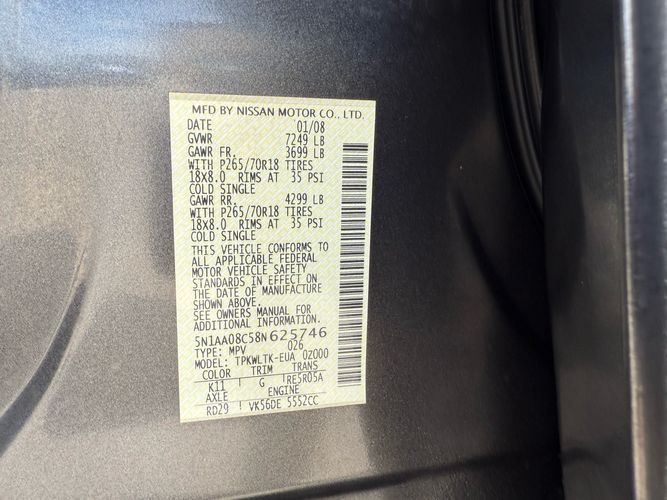 MFD BY NISSAN MOTOR CO., LTD.
DATE 01/08
GVWR 7249 LB
GAWR FR. 3699 LB
WITH P265/70R18 TIRES
18X8.0 RIMS AT 35 PSI
COLD SINGLE
GAWR RR. 4299 LB
WITH P265/70R18 TIRES
18X8.0 RIMS AT 35 PSI
COLD SINGLE
THIS VEHICLE CONFORMS TO
ALL APPLICABLE FEDERAL
MOTOR VEHICLE SAFETY
STANDARDS IN EFFECT ON
THE DATE OF MANUFACTURE
SHOWN ABOVE.
SEE OWNERS MANUAL FOR
ADDITIONAL INFORMATION.
5N1AA08C58N625746
TYPE: MPV 026
MODEL: TPKWLTK-EUA 0Z000
COLOR TRIM TRANS
K11 G RE5R05A
AXLE ENGINE
RD29 VK56DE 5552CC